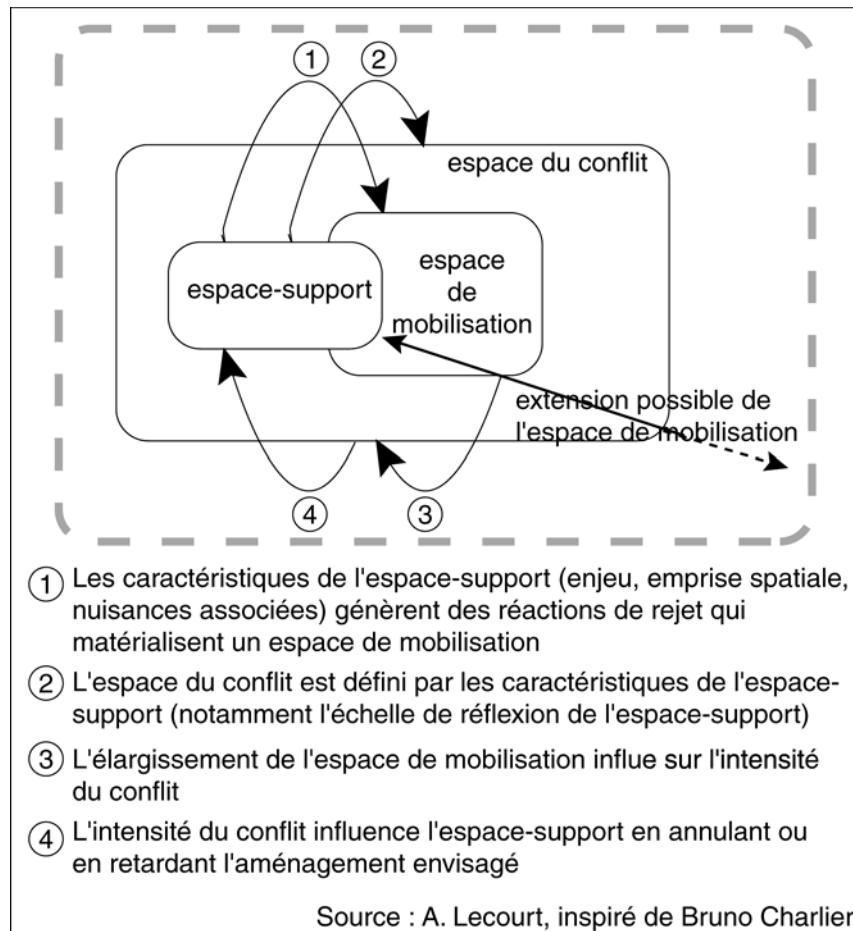 1 2
espace du conflit
espace-support
espace
de
mobilisation
extension possible de
l'espace de mobilisation
4 3
1 Les caractéristiques de l'espace-support (enjeu, emprise spatiale,
nuisances associées) génèrent des réactions de rejet qui
matérialisent un espace de mobilisation
2 L'espace du conflit est défini par les caractéristiques de l'espace-
support (notamment l'échelle de réflexion de l'espace-support)
3 L'élargissement de l'espace de mobilisation influe sur l'intensité
du conflit
4 L'intensité du conflit influence l'espace-support en annulant ou
en retardant l'aménagement envisagé
Source : A. Lecourt, inspiré de Bruno Charlier